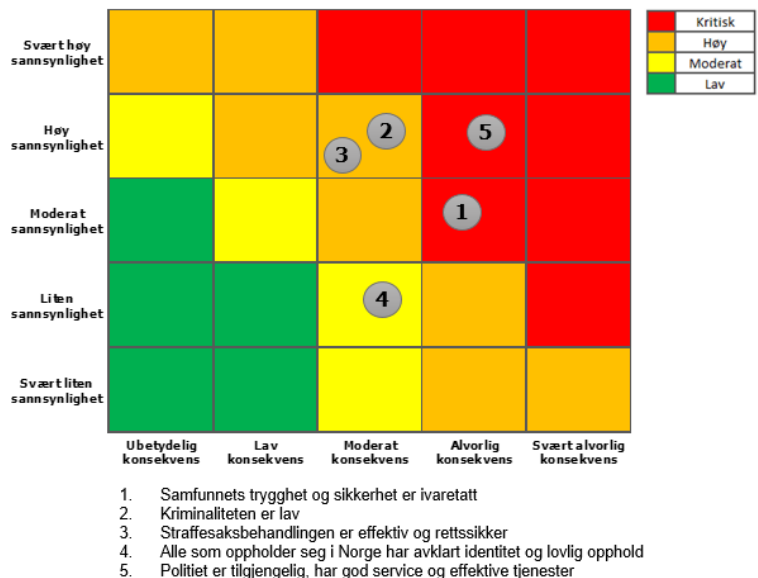 Svært høy
sannsynlighet
Høy
sannsynlighet
Moderat
sannsynlighet
Liten
sannsynlighet
Svært liten
sannsynlighet
2
3
5
1
4
Ubetydelig
konsekvens
Lav
konsekvens
Moderat
konsekvens
Alvorlig
konsekvens
Svært alvorlig
konsekvens
Kritisk
Høy
Moderat
Lav
1. Samfunnets trygghet og sikkerhet er ivaretatt
2. Kriminaliteten er lav
3. Straffesaksbehandlingen er effektiv og rettssikker
4. Alle som oppholder seg i Norge har avklart identitet og lovlig opphold
5. Politiet er tilgjengelig, har god service og effektive tjenester